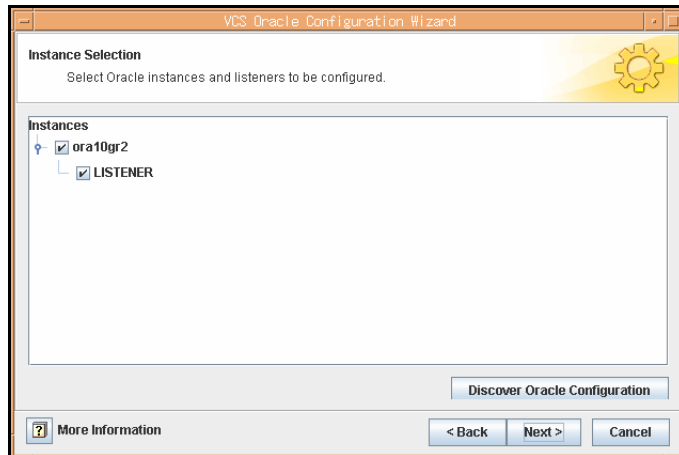 VCS Oracle Configuration Wizard
Instance Selection
Select Oracle instances and listeners to be configured.
Instances
ora10gr2
LISTENER
Discover Oracle Configuration
? More Information
< Back Next > Cancel